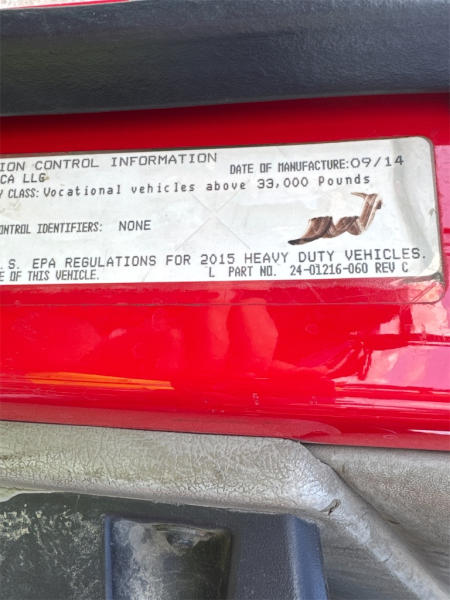 ION CONTROL INFORMATION DATE OF MANUFACTURE:09/14
CA LLC
Y CLASS: Vocational vehicles above 33,000 Pounds
ONTROL IDENTIFIERS: NONE
.S. EPA REGULATIONS FOR 2015 HEAVY DUTY VEHICLES.
E OF THIS VEHICLE. L PART NO. 24-01216-060 REV C